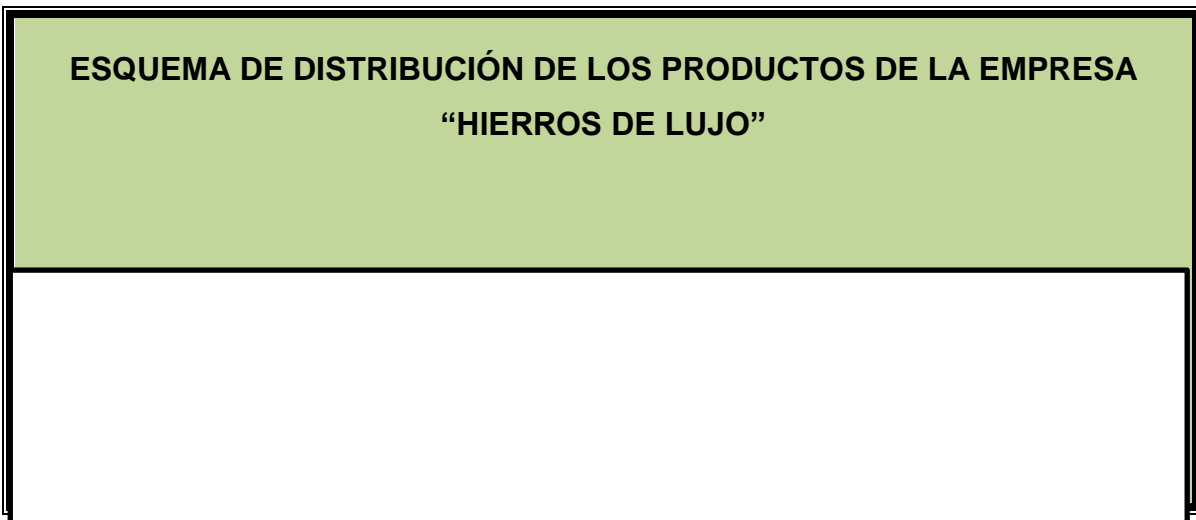 ESQUEMA DE DISTRIBUCIÓN DE LOS PRODUCTOS DE LA EMPRESA
“HIERROS DE LUJO”